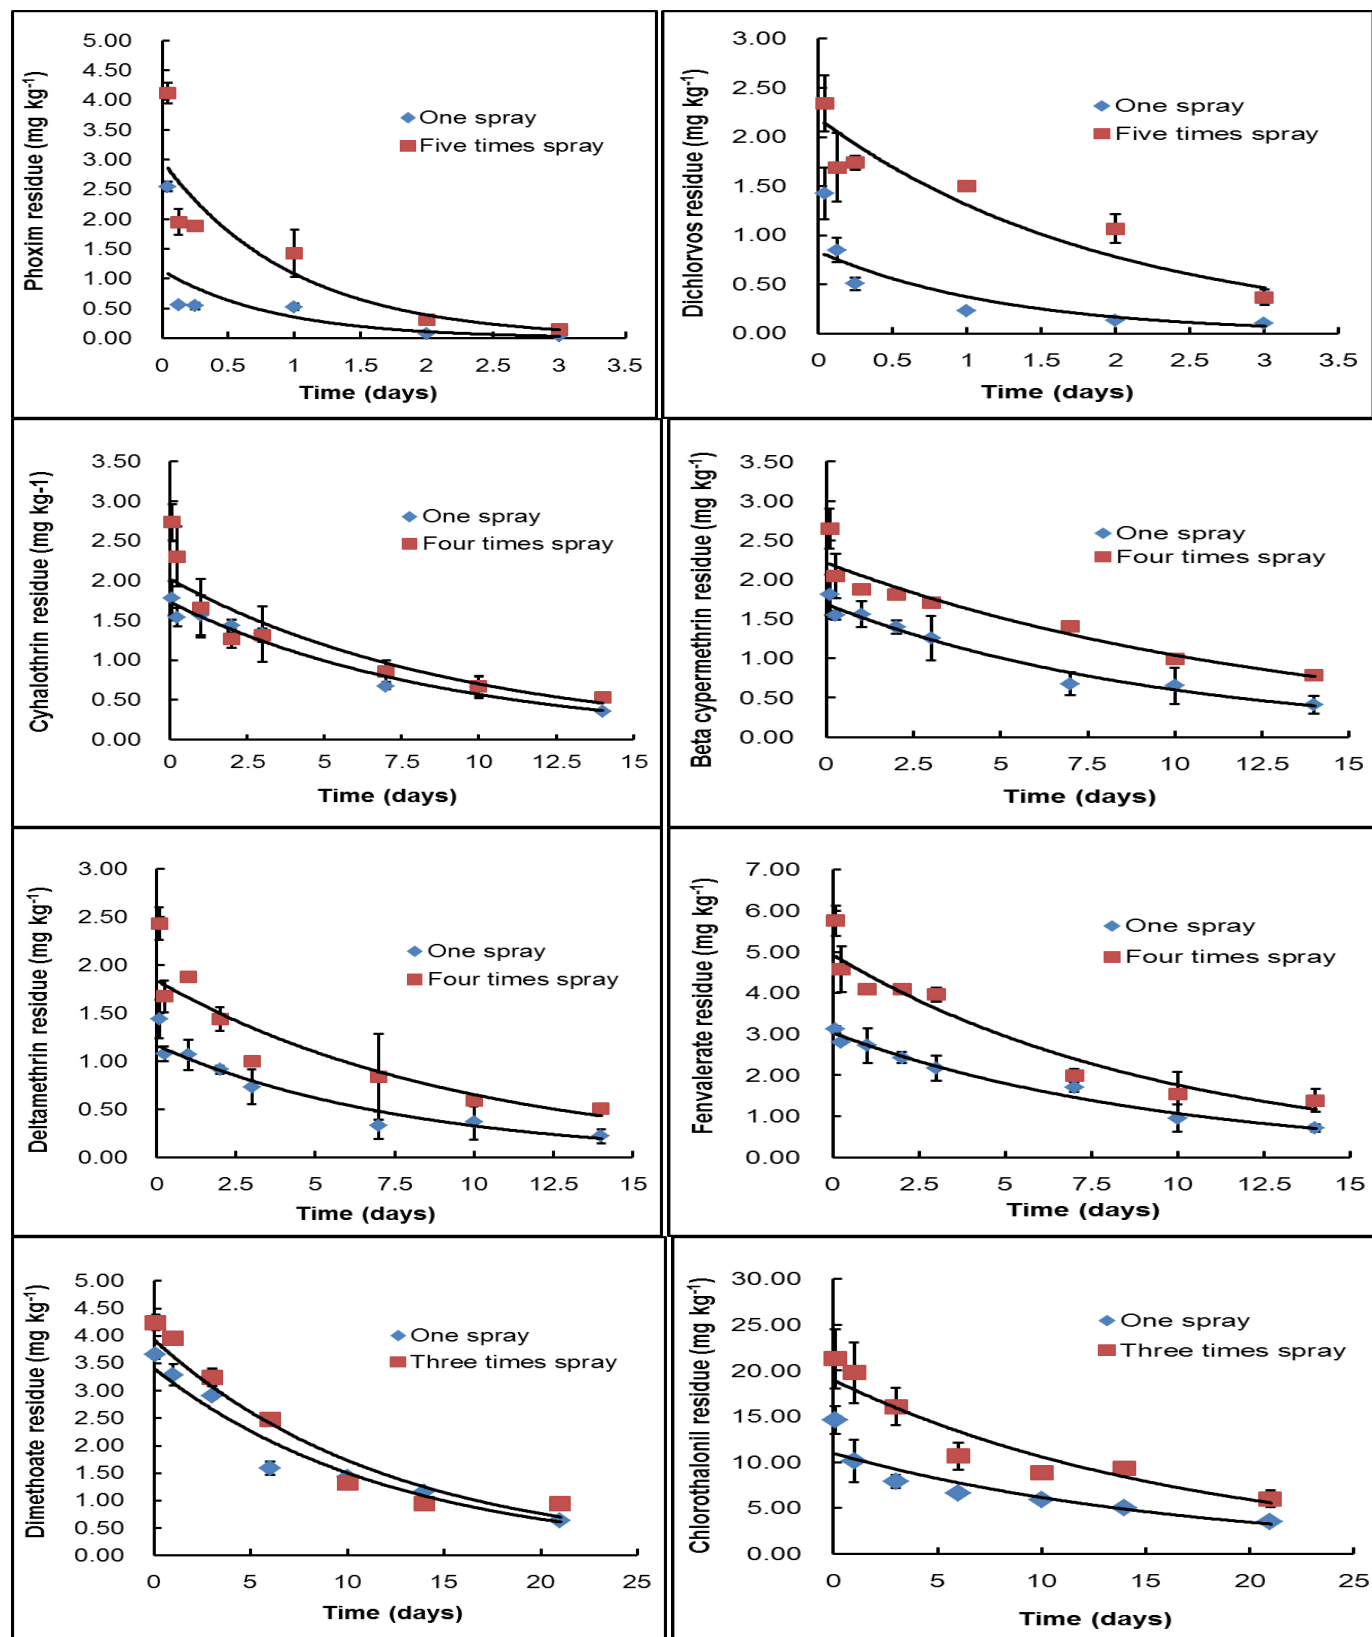 Phoxim residue (mg kg-1)
5.00
4.50
4.00
3.50
3.00
2.50
2.00
1.50
1.00
0.50
0.00
One spray
Five times spray
0 0.5 1 1.5 2 2.5 3 3.5
Time (days)
Dichlorvos residue (mg kg-1)
3.00
2.50
2.00
1.50
1.00
0.50
0.00
One spray
Five times spray
0 0.5 1 1.5 2 2.5 3 3.5
Time (days)
Cyhalothrin residue (mg kg-1)
3.50
3.00
2.50
2.00
1.50
1.00
0.50
0.00
One spray
Four times spray
0 2.5 5 7.5 10 12.5 15
Time (days)
Beta cypermethrin residue (mg kg-1)
3.50
3.00
2.50
2.00
1.50
1.00
0.50
0.00
One spray
Four times spray
0 2.5 5 7.5 10 12.5 15
Time (days)
Deltamethrin residue (mg kg-1)
3.00
2.50
2.00
1.50
1.00
0.50
0.00
One spray
Four times spray
0 2.5 5 7.5 10 12.5 15
Time (days)
Fenvalerate residue (mg kg-1)
7.00
6.00
5.00
4.00
3.00
2.00
1.00
0.00
One spray
Four times spray
0 2.5 5 7.5 10 12.5 15
Time (days)
Dimethoate residue (mg kg-1)
5.00
4.50
4.00
3.50
3.00
2.50
2.00
1.50
1.00
0.50
0.00
One spray
Three times spray
0 5 10 15 20 25
Time (days)
Chlorothalonil residue (mg kg-1)
30.00
25.00
20.00
15.00
10.00
5.00
0.00
One spray
Three times spray
0 5 10 15 20 25
Time (days)